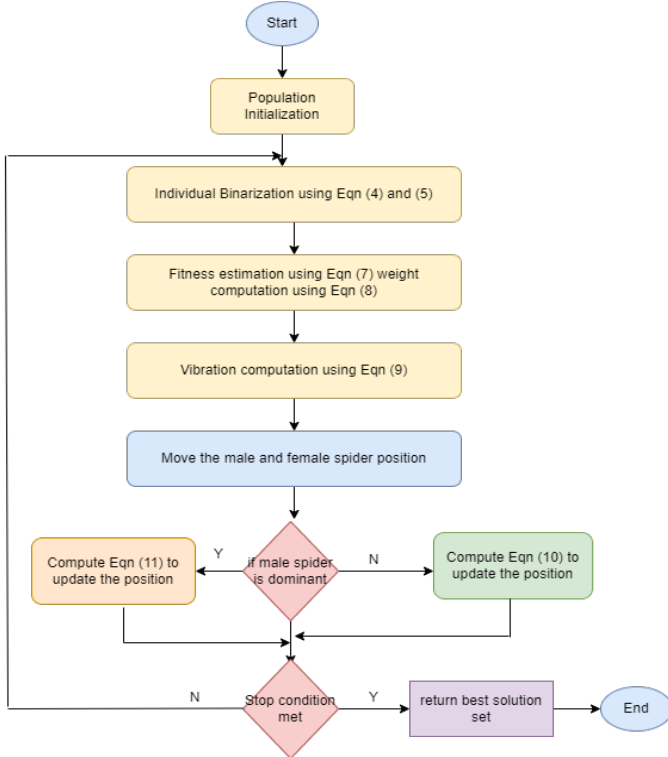 Start
Population
Initialization
Individual Binarization using Eqn (4) and (5)
Fitness estimation using Eqn (7) weight
computation using Eqn (8)
Vibration computation using Eqn (9)
Move the male and female spider position
Compute Eqn (11) to
update the position
Y
if male spider
is dominant
N
Compute Eqn (10) to
update the position
N
Stop condition
met
Y
return best solution
set
End